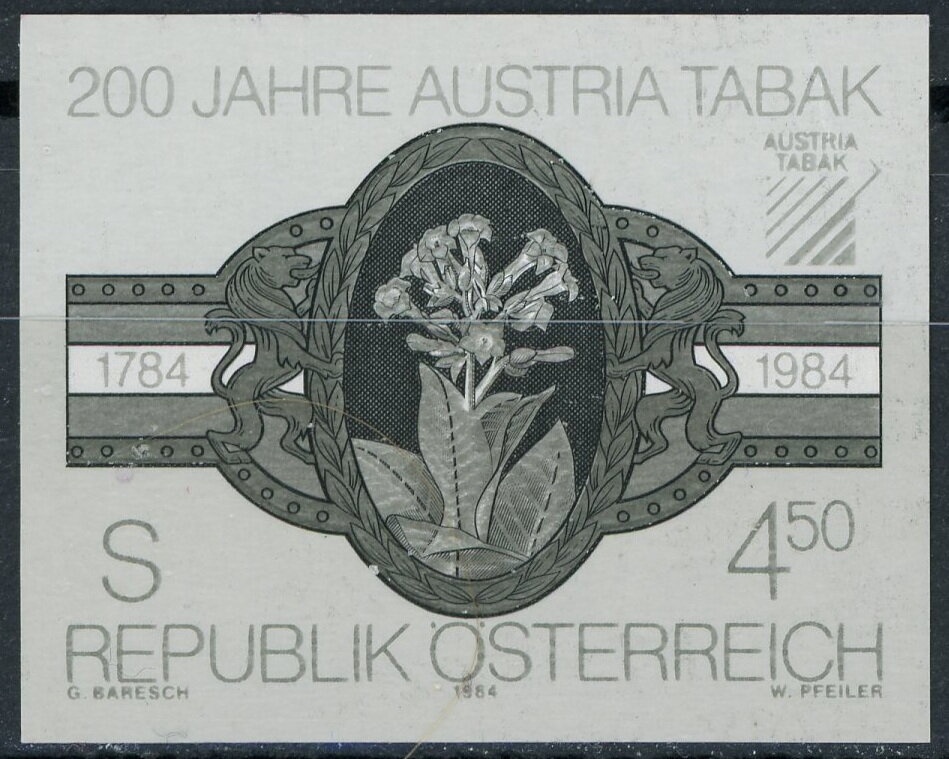 200 JAHRE AUSTRIA TABAK
AUSTRIA
TABAK
1784 1984
S 4 50
REPUBLIK ÖSTERREICH
G. BARESCH 1984 W. PFEILER